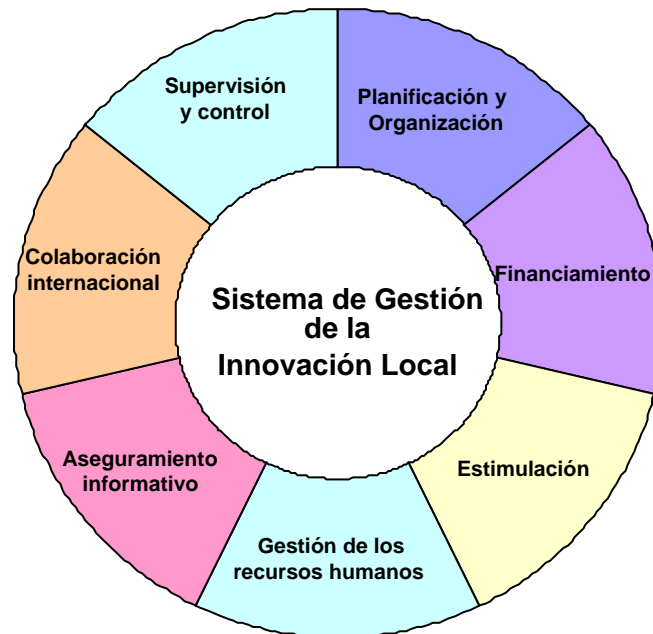 Supervisión
y control
Planificación y
Organización
Colaboración
internacional
Financiamiento
Sistema de Gestión
de la
Innovación Local
Aseguramiento
informativo
Estimulación
Gestión de los
recursos humanos